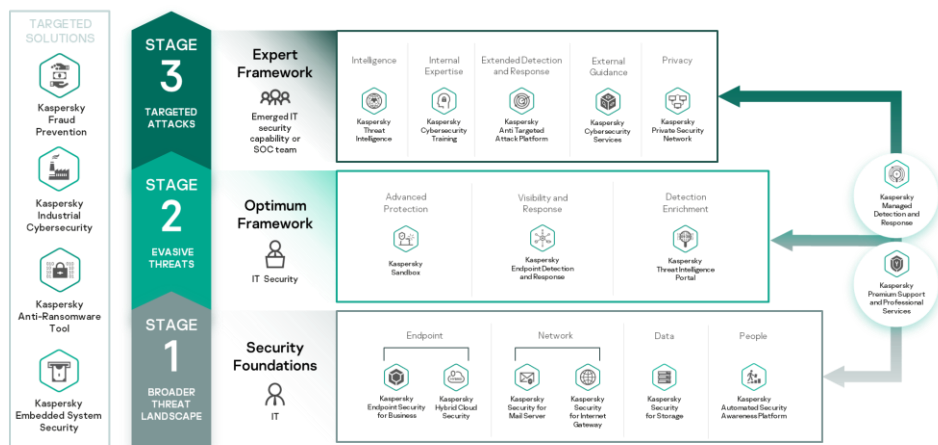 TARGETED
SOLUTIONS
Kaspersky
Fraud
Prevention
Kaspersky
Industrial
Cybersecurity
Kaspersky
Anti-Ransomware
Tool
Kaspersky
Embedded System
Security
STAGE
3
TARGETED
ATTACKS
Expert
Framework
Emerged IT
security
capability or
SOC team
Intelligence
Kaspersky
Threat
Intelligence
Internal
Expertise
Kaspersky
Cybersecurity
Training
Extended Detection
and Response
Kaspersky
Anti Targeted
Attack Platform
External
Guidance
Kaspersky
Cybersecurity
Services
Privacy
Kaspersky
Private Security
Network
STAGE
2
EVASIVE
THREATS
Optimum
Framework
IT Security
Advanced
Protection
Kaspersky
Sandbox
Visibility and
Response
Kaspersky
Endpoint Detection
and Response
Detection
Enrichment
Kaspersky
Threat Intelligence
Portal
STAGE
1
BROADER
THREAT
LANDSCAPE
Security
Foundations
IT
Endpoint
Kaspersky
Endpoint Security
for Business
Kaspersky
Hybrid Cloud
Security
Network
Kaspersky
Security for
Mail Server
Kaspersky
Security
for Internet
Gateway
Data
Kaspersky
Security
for Storage
People
Kaspersky
Automated Security
Awareness Platform
Kaspersky
Managed
Detection and
Response
Kaspersky
Premium Support
and Professional
Services